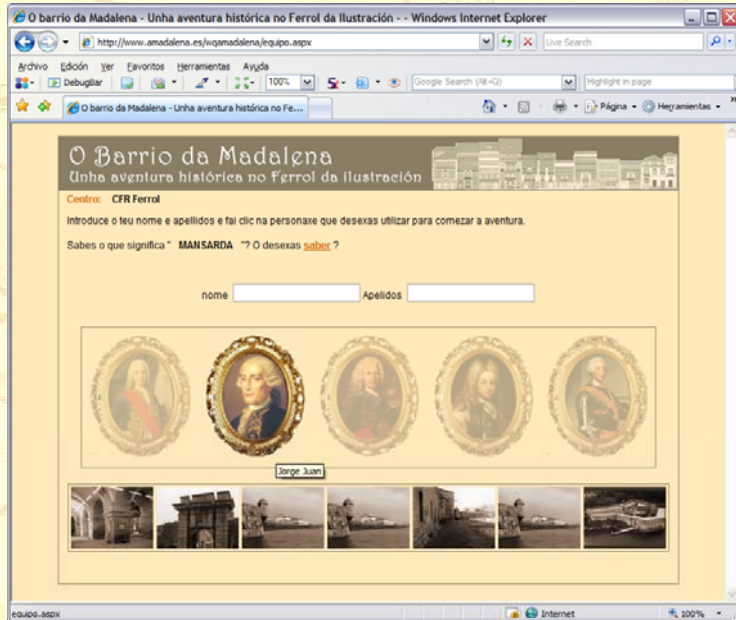 O barrio da Madalena - Unha aventura histórica no Ferrol da Ilustración - - Windows Internet Explorer
http://www.amadalena.es/wqamadalena/equipo.aspx
Live Search
Archivo Edición Ver Favoritos Herramientas Ayuda
DebugBar
100%
Google Search (Alt+G)
Highlight in page
O barrio da Madalena - Unha aventura histórica no Fe...
Página
Herramientas
O Barrio da Madalena
Unha aventura histórica no Ferrol da ilustración
Centro: CFR Ferrol
Introduce o teu nome e apellidos e fai clic na personaxe que desexas utilizar para comezar a aventura.
Sabes o que significa " MANSARDA "? O desexas saber ?
nome
Apelidos
Jorge Juan
equipo.aspx
Internet
100%